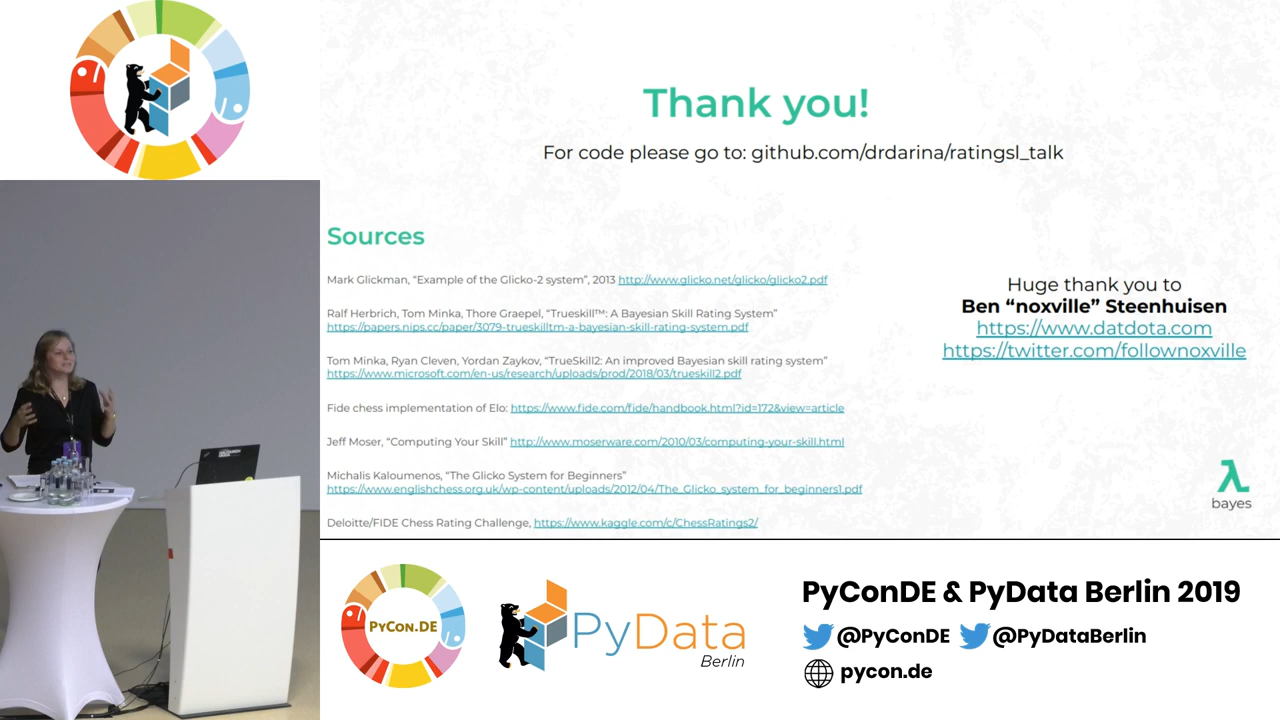 Thank you!
For code please go to: github.com/drdarina/ratingsl_talk
Sources
Mark Glickman, “Example of the Glicko-2 system”, 2013 http://www.glicko.net/glicko/glicko2.pdf
Ralf Herbrich, Tom Minka, Thore Graepel, “Trueskill™: A Bayesian Skill Rating System”
https://papers.nips.cc/paper/3079-trueskilltm-a-bayesian-skill-rating-system.pdf
Tom Minka, Ryan Cleven, Yordan Zaykov, “TrueSkill2: An improved Bayesian skill rating system”
https://www.microsoft.com/en-us/research/uploads/prod/2018/03/trueskill2.pdf
Fide chess implementation of Elo: https://www.fide.com/fide/handbook.html?id=172&view=article
Jeff Moser, “Computing Your Skill” http://www.moserware.com/2010/03/computing-your-skill.html
Michalis Kaloumenos, “The Glicko System for Beginners”
https://www.englishchess.org.uk/wp-content/uploads/2012/04/The_Glicko_system_for_beginners1.pdf
Deloitte/FIDE Chess Rating Challenge, https://www.kaggle.com/c/ChessRatings2/
Huge thank you to
Ben “noxville” Steenhuisen
https://www.datdota.com
https://twitter.com/follownoxville
λ
bayes
PYCON.DE
PyData
Berlin
PyConDE & PyData Berlin 2019
@PyConDE @PyDataBerlin
pycon.de